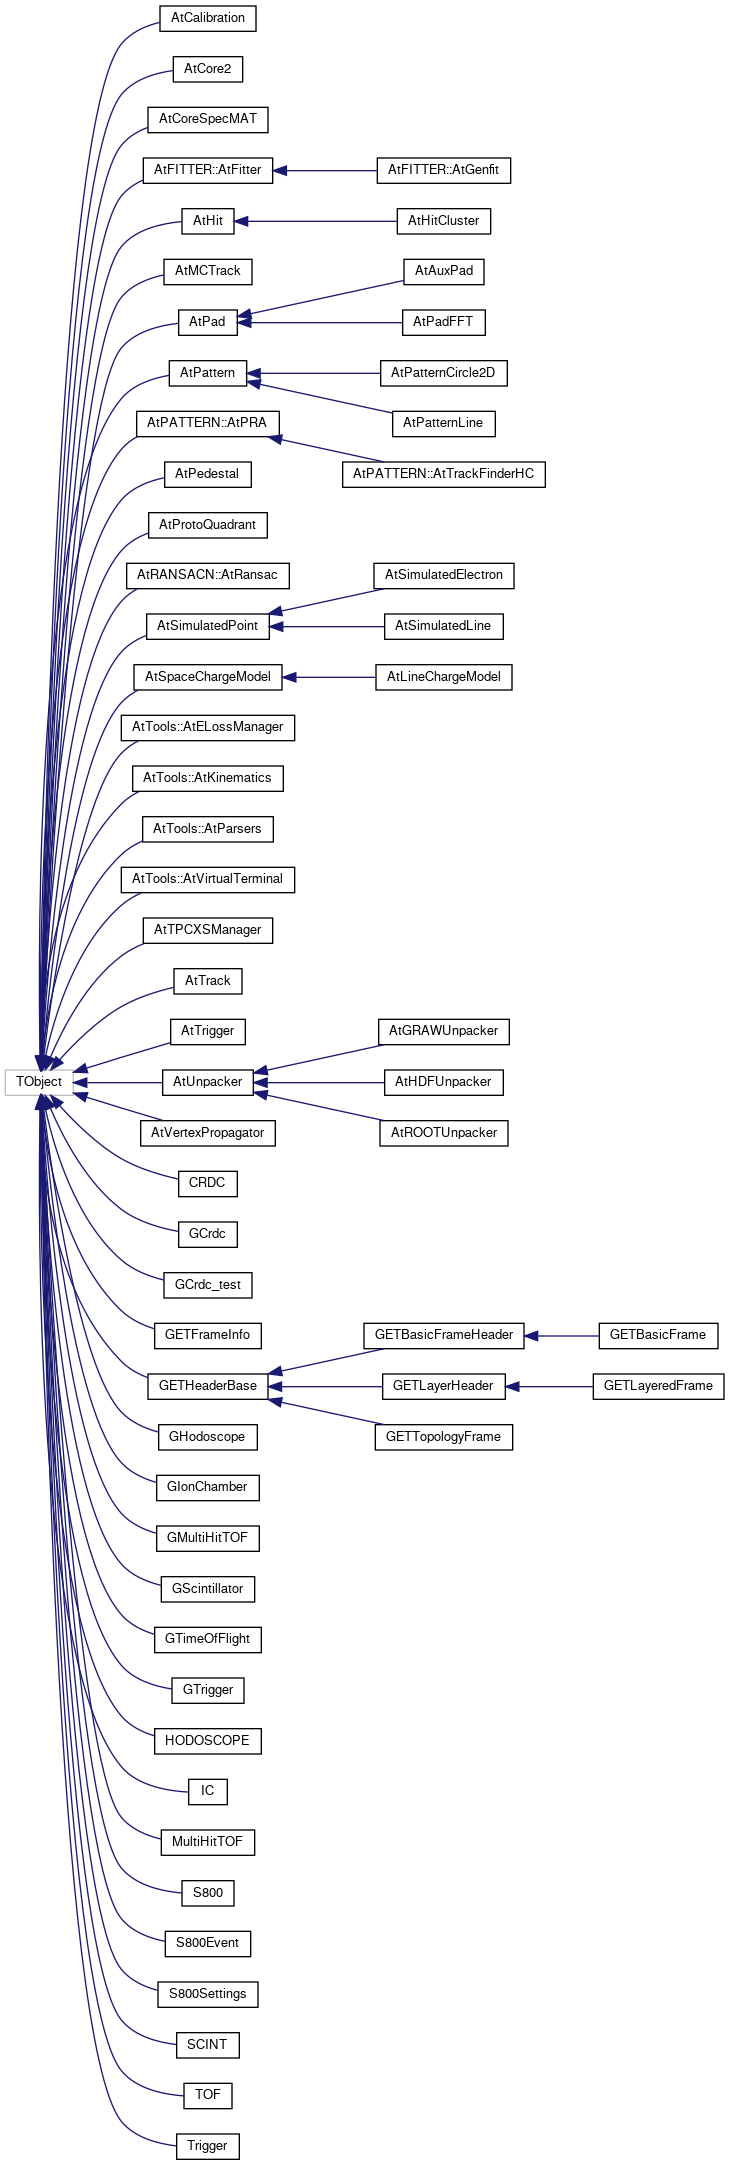 AtCalibration
AtCore2
AtCoreSpecMAT
AtFITTER::AtFitter
AtFITTER::AtGenfit
AtHit
AtHitCluster
AtMCTrack
AtAuxPad
AtPad
AtPadFFT
AtPattern
AtPatternCircle2D
AtPatternLine
AtPATTERN::AtPRA
AtPATTERN::AtTrackFinderHC
AtPedestal
AtProtoQuadrant
AtRANSACN::AtRansac
AtSimulatedElectron
AtSimulatedPoint
AtSimulatedLine
AtSpaceChargeModel
AtLineChargeModel
AtTools::AtELossManager
AtTools::AtKinematics
AtTools::AtParsers
AtTools::AtVirtualTerminal
AtTPCXSManager
AtTrack
AtTrigger
AtGRAWUnpacker
TObject
AtUnpacker
AtHDFUnpacker
AtVertexPropagator
AtROOTUnpacker
CRDC
GCrdc
GCrdc_test
GETFrameInfo
GETBasicFrameHeader
GETBasicFrame
GETHeaderBase
GETLayerHeader
GETLayeredFrame
GHodoscope
GETTopologyFrame
GIonChamber
GMultiHitTOF
GScintillator
GTimeOfFlight
GTrigger
HODOSCOPE
IC
MultiHitTOF
S800
S800Event
S800Settings
SCINT
TOF
Trigger